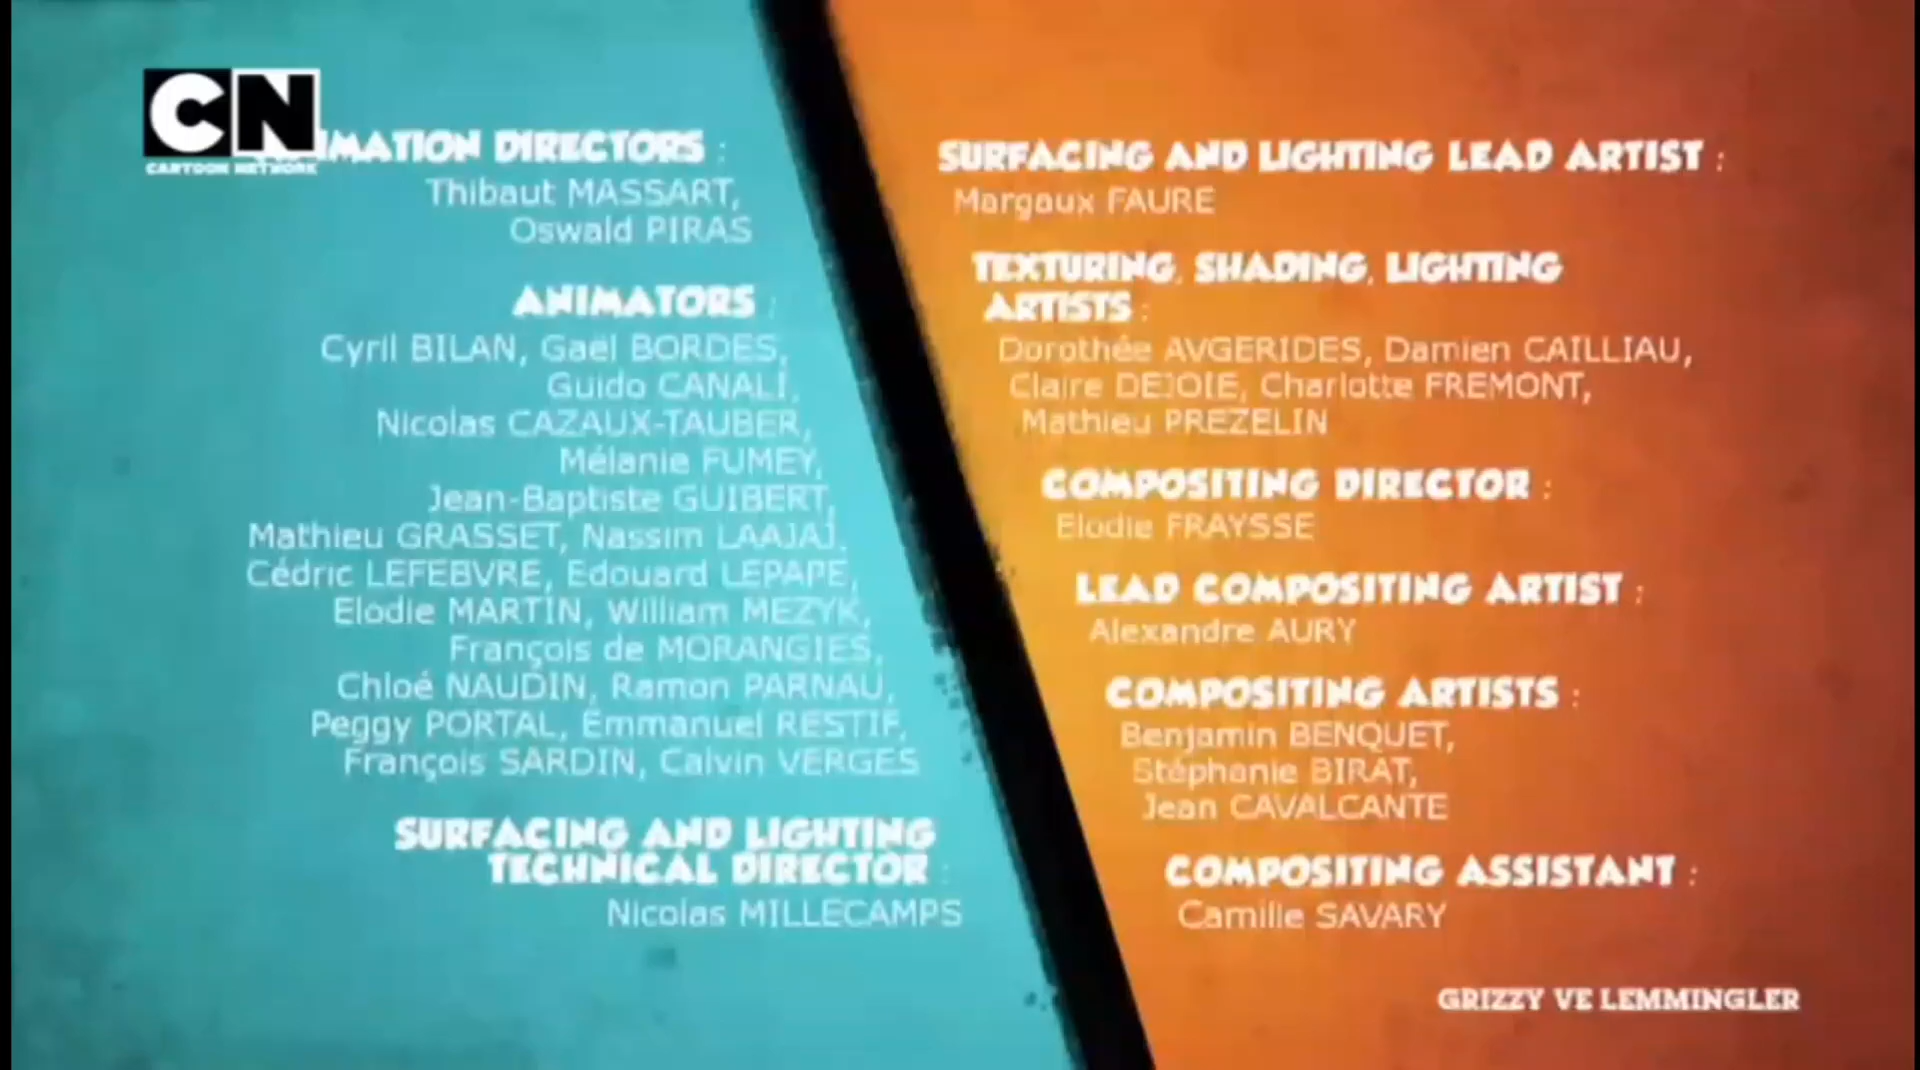 CN
CARTOON NETWORK
IMATION DIRECTORS :
Thibaut MASSART,
Oswald PIRAS
ANIMATORS :
Cyril BILAN, Gaël BORDES,
Guido CANALI,
Nicolas CAZAUX-TAUBER,
Mélanie FUMEY,
Jean-Baptiste GUIBERT,
Mathieu GRASSET, Nassim LAAJAJ,
Cédric LEFEBVRE, Edouard LEPAPE,
Elodie MARTIN, William MEZYK,
François de MORANGIES,
Chloé NAUDIN, Ramon PARNAU,
Peggy PORTAL, Emmanuel RESTIF,
François SARDIN, Calvin VERGES
SURFACING AND LIGHTING
TECHNICAL DIRECTOR :
Nicolas MILLECAMPS
SURFACING AND LIGHTING LEAD ARTIST :
Margaux FAURE
TEXTURING, SHADING, LIGHTING
ARTISTS :
Dorothée AVGERIDES, Damien CAILLIAU,
Claire DEJOIE, Charlotte FREMONT,
Mathieu PREZELIN
COMPOSITING DIRECTOR :
Elodie FRAYSSE
LEAD COMPOSITING ARTIST :
Alexandre AURY
COMPOSITING ARTISTS :
Benjamin BENQUET,
Stéphanie BIRAT,
Jean CAVALCANTE
COMPOSITING ASSISTANT :
Camille SAVARY
GRIZZY VE LEMMINGLER